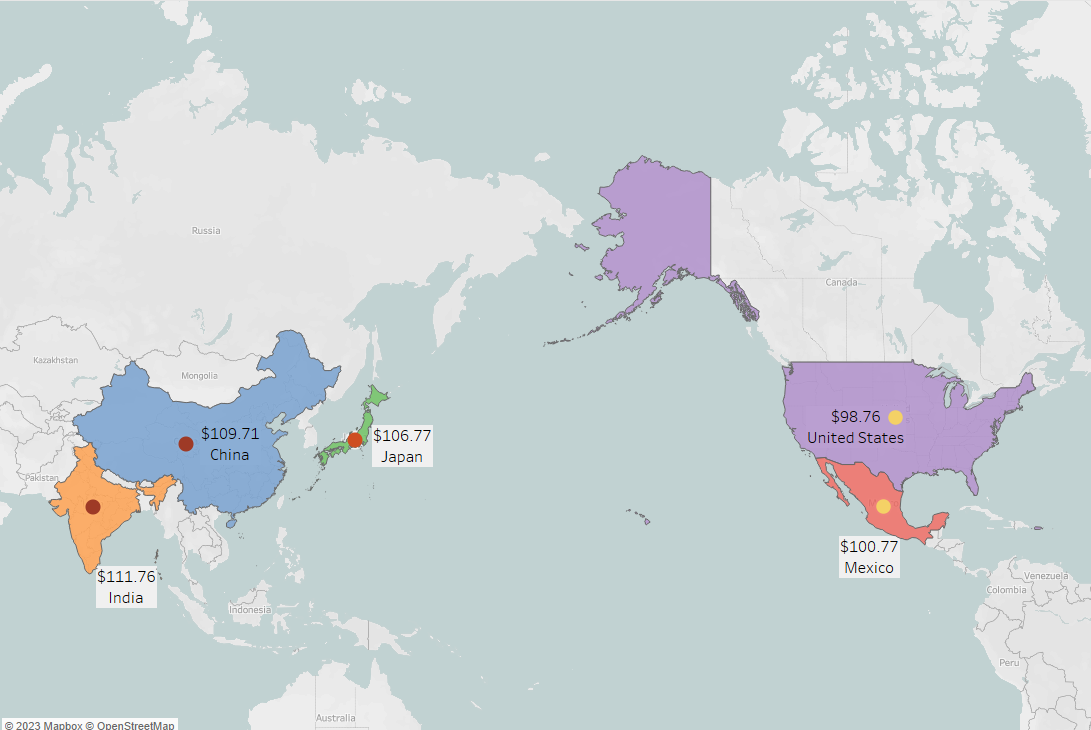 Russia
Canada
Kazakhstan
Mongolia
$109.71
China
$106.77
Japan
$98.76
United States
Pakistan
$111.76
India
$100.77
Mexico
Indonesia
Venezuela
Colombia
Peru
Australia
© 2023 Mapbox © OpenStreetMap